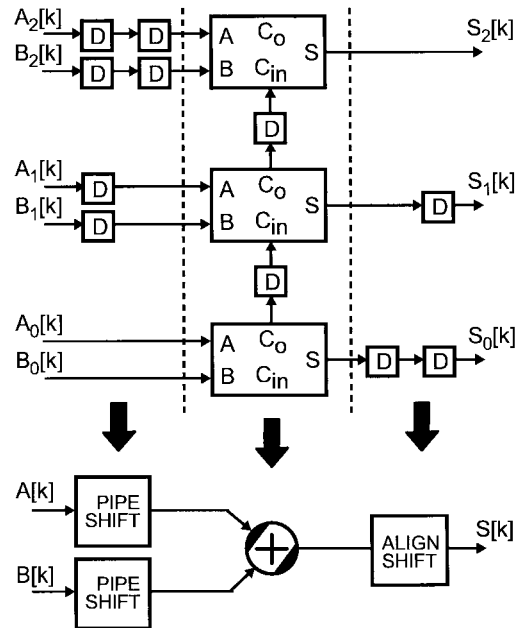 A2[k] D D A Co S S2[k]
B2[k] D D B Cin
D
A1[k] D A Co S D S1[k]
B1[k] D B Cin
D
A0[k] A Co S D D S0[k]
B0[k] B Cin
A[k] PIPE SHIFT
+ ALIGN SHIFT S[k]
B[k] PIPE SHIFT